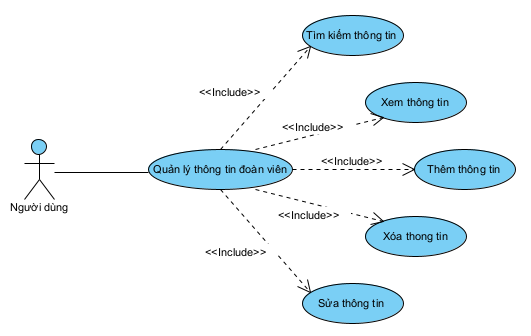 Tìm kiếm thông tin
<<Include>>
Xem thông tin
<<Include>>
Quản lý thông tin đoàn viên
<<Include>>
Thêm thông tin
Người dùng
<<Include>>
Xóa thong tin
<<Include>>
Sửa thông tin